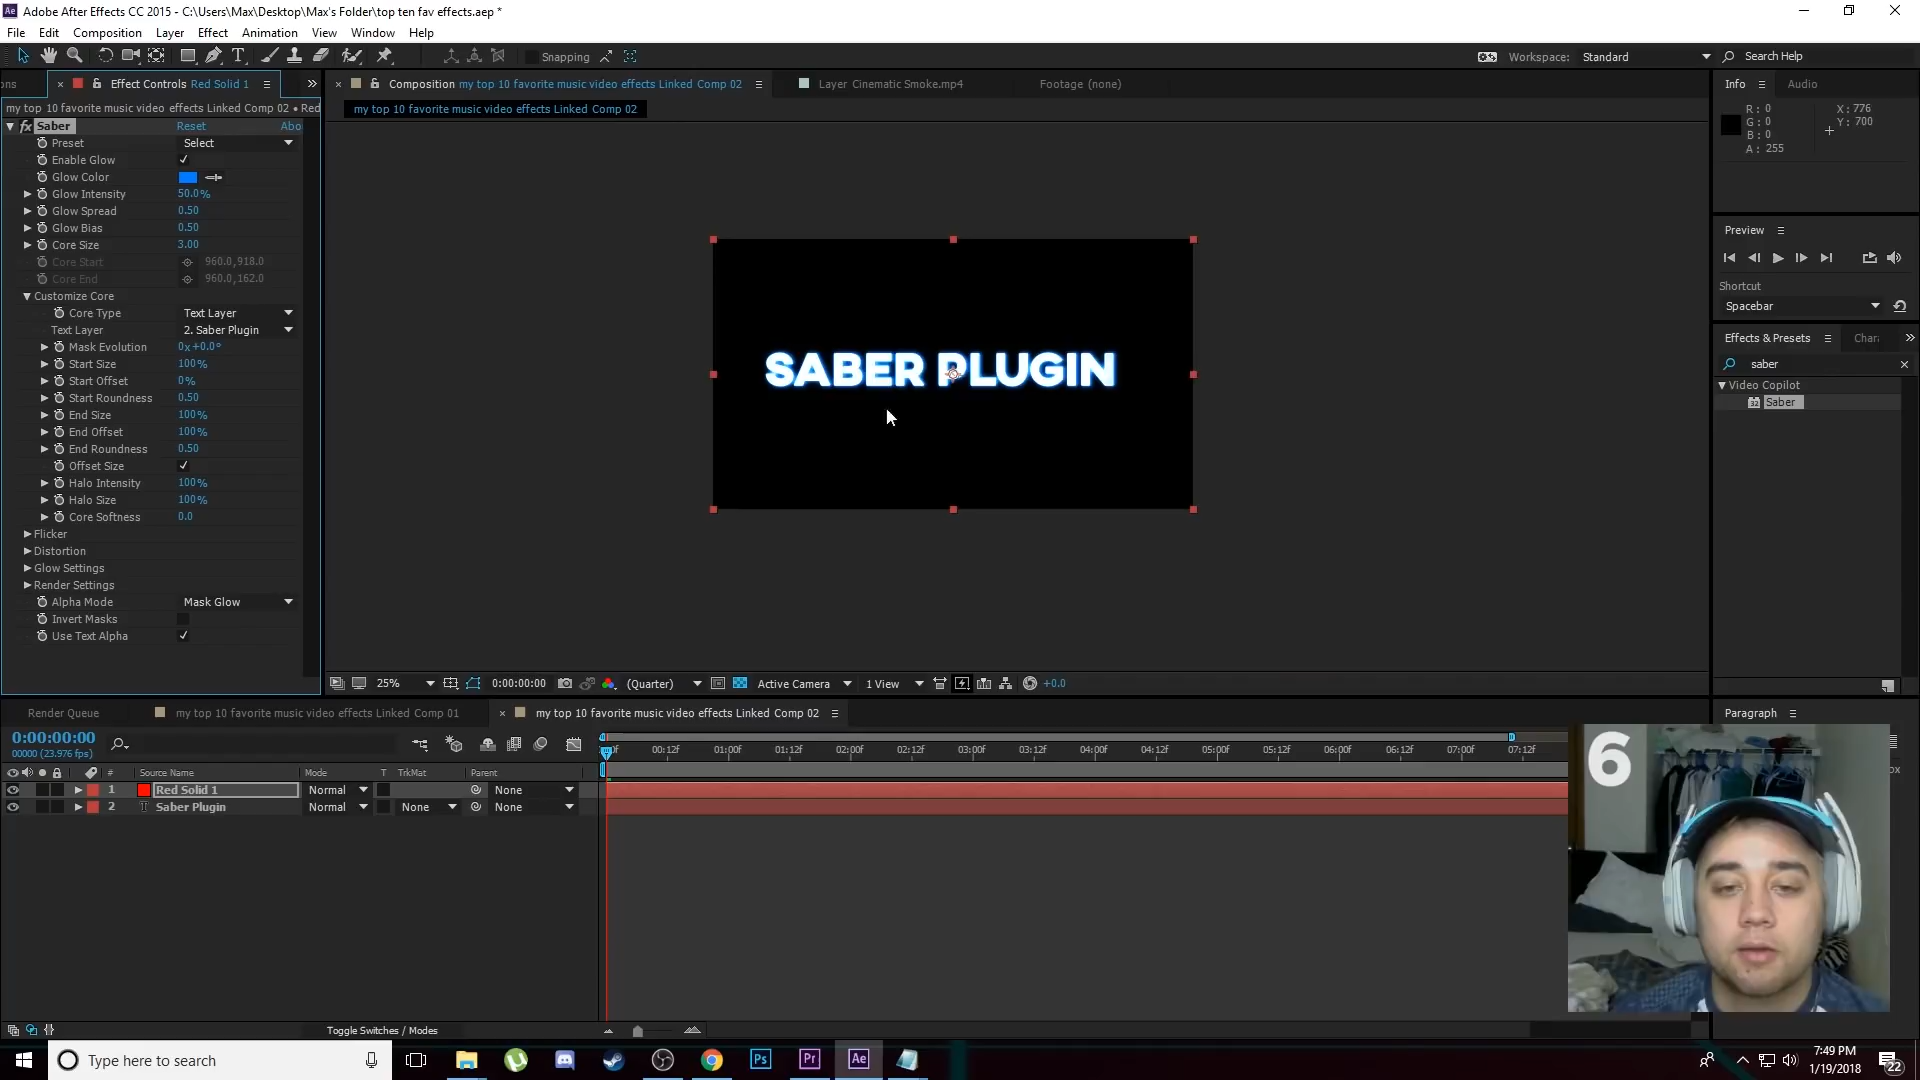 Ae Adobe After Effects CC 2015 - C:\Users\Max\Desktop\Max's Folder\top ten fav effects.aep *
File Edit Composition Layer Effect Animation View Window Help
Snapping
Workspace: Standard
Search Help
ons
Effect Controls Red Solid 1
Composition my top 10 favorite music video effects Linked Comp 02
Layer Cinematic Smoke.mp4
Footage (none)
Info Audio
my top 10 favorite music video effects Linked Comp 02 • Red
my top 10 favorite music video effects Linked Comp 02
R: 0 X: 776
G: 0 Y: 700
B: 0
A: 255
fx Saber Reset Abo
Preset Select
Enable Glow
Glow Color
Glow Intensity 50.0%
Glow Spread 0.50
Glow Bias 0.50
Core Size 3.00
Core Start 960.0,918.0
Core End 960.0,162.0
Customize Core
Core Type Text Layer
Text Layer 2. Saber Plugin
Mask Evolution 0x+0.0°
Start Size 100%
Start Offset 0%
Start Roundness 0.50
End Size 100%
End Offset 100%
End Roundness 0.50
Offset Size
Halo Intensity 100%
Halo Size 100%
Core Softness 0.0
Flicker
Distortion
Glow Settings
Render Settings
Alpha Mode Mask Glow
Invert Masks
Use Text Alpha
SABER PLUGIN
Preview
Shortcut
Spacebar
Effects & Presets Char
saber
Video Copilot
32 Saber
25% 0:00:00:00 (Quarter) Active Camera 1 View +0.0
Paragraph
Render Queue
my top 10 favorite music video effects Linked Comp 01
my top 10 favorite music video effects Linked Comp 02
0:00:00:00
00000 (23.976 fps)
00:12f 01:00f 01:12f 02:00f 02:12f 03:00f 03:12f 04:00f 04:12f 05:00f 05:12f 06:00f 06:12f 07:00f 07:12f
# Source Name Mode T TrkMat Parent
1 Red Solid 1 Normal None
2 T Saber Plugin Normal None None
6
Toggle Switches / Modes
Type here to search
Ps Pr Ae
7:49 PM
1/19/2018
22